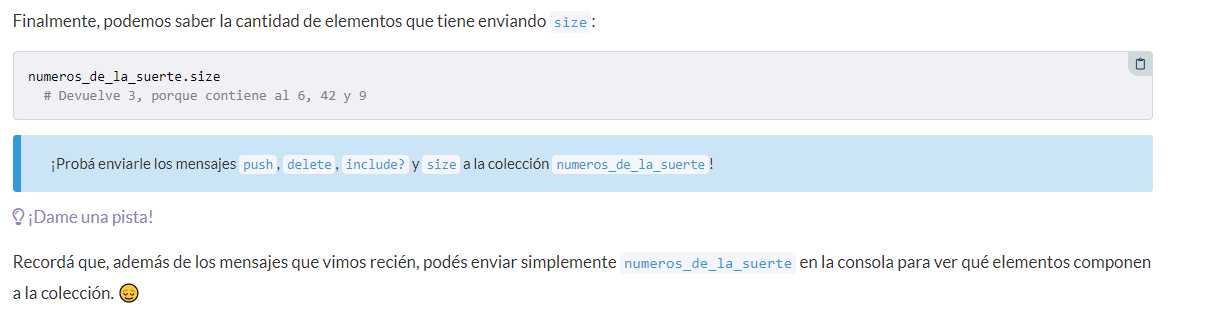 Finalmente, podemos saber la cantidad de elementos que tiene enviando size:
numeros_de_la_suerte.size
# Devuelve 3, porque contiene al 6, 42 y 9
¡Probá enviarle los mensajes push, delete, include? y size a la colección numeros_de_la_suerte!
¡Dame una pista!
Recordá que, además de los mensajes que vimos recién, podés enviar simplemente numeros_de_la_suerte en la consola para ver qué elementos componen
a la colección. 😌